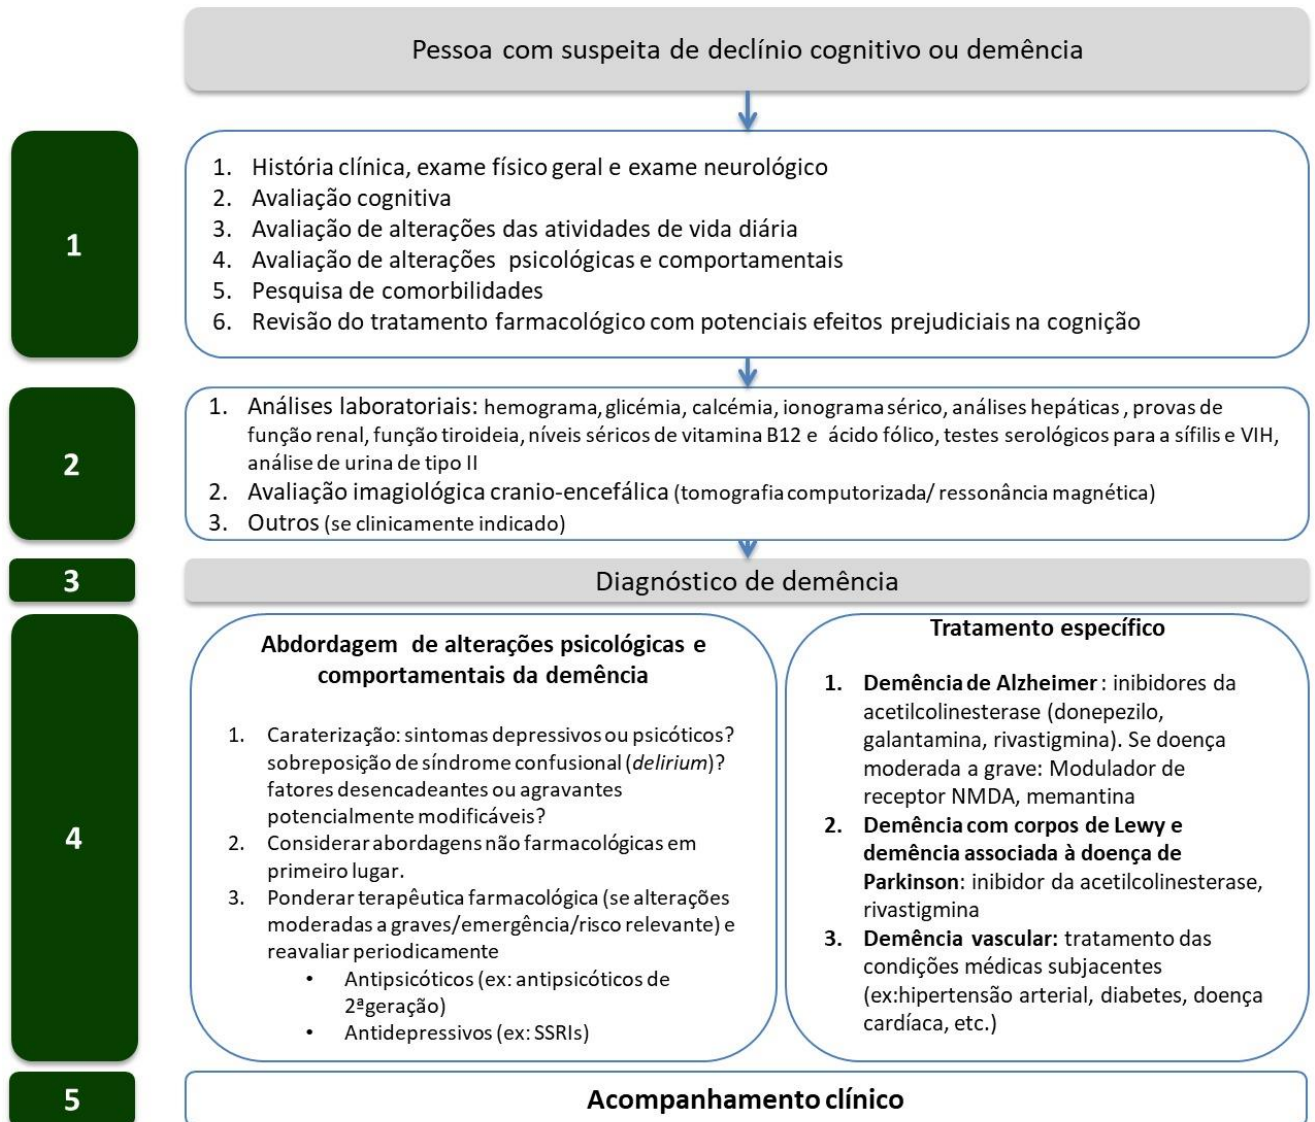 Pessoa com suspeita de declínio cognitivo ou demência
1
1. História clínica, exame físico geral e exame neurológico
2. Avaliação cognitiva
3. Avaliação de alterações das atividades de vida diária
4. Avaliação de alterações psicológicas e comportamentais
5. Pesquisa de comorbilidades
6. Revisão do tratamento farmacológico com potenciais efeitos prejudiciais na cognição
2
1. Análises laboratoriais: hemograma, glicémia, calcémia, ionograma sérico, análises hepáticas , provas de
função renal, função tiroideia, níveis séricos de vitamina B12 e ácido fólico, testes serológicos para a sífilis e VIH,
análise de urina de tipo II
2. Avaliação imagiológica cranio-encefálica (tomografia computorizada/ ressonância magnética)
3. Outros (se clinicamente indicado)
3
Diagnóstico de demência
4
Abdordagem de alterações psicológicas e
comportamentais da demência
1. Caraterização: sintomas depressivos ou psicóticos?
sobreposição de síndrome confusional (delirium)?
fatores desencadeantes ou agravantes
potencialmente modificáveis?
2. Considerar abordagens não farmacológicas em
primeiro lugar.
3. Ponderar terapêutica farmacológica (se alterações
moderadas a graves/emergência/risco relevante) e
reavaliar periodicamente
• Antipsicóticos (ex: antipsicóticos de
2ªgeração)
• Antidepressivos (ex: SSRIs)
Tratamento específico
1. Demência de Alzheimer : inibidores da
acetilcolinesterase (donepezilo,
galantamina, rivastigmina). Se doença
moderada a grave: Modulador de
receptor NMDA, memantina
2. Demência com corpos de Lewy e
demência associada à doença de
Parkinson: inibidor da acetilcolinesterase,
rivastigmina
3. Demência vascular: tratamento das
condições médicas subjacentes
(ex:hipertensão arterial, diabetes, doença
cardíaca, etc.)
5
Acompanhamento clínico